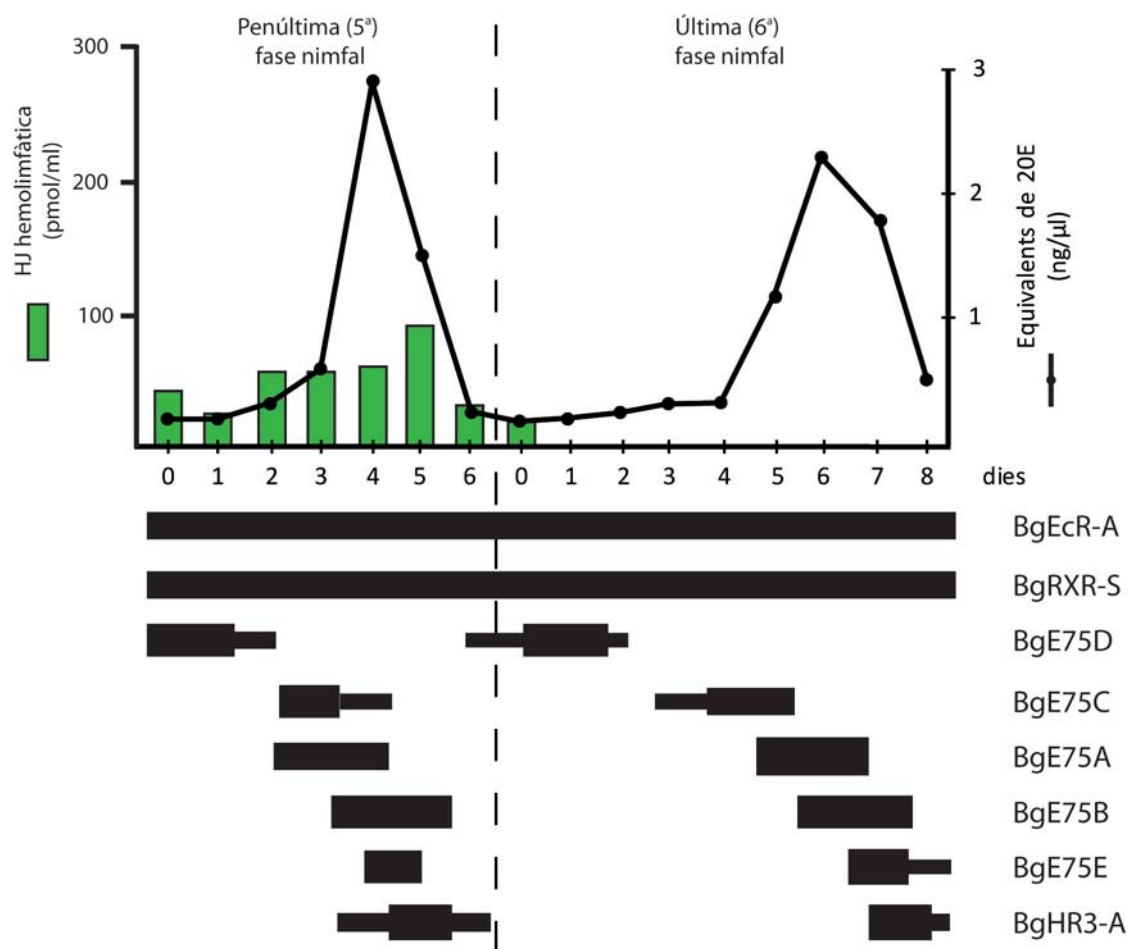 Penúltima (5ª)
fase nimfal
Última (6ª)
fase nimfal
300
200
100
HJ hemolimfàtica
(pmol/ml)
3
2
1
Equivalents de 20E
(ng/µl)
0 1 2 3 4 5 6 0 1 2 3 4 5 6 7 8 dies
BgEcR-A
BgRXR-S
BgE75D
BgE75C
BgE75A
BgE75B
BgE75E
BgHR3-A